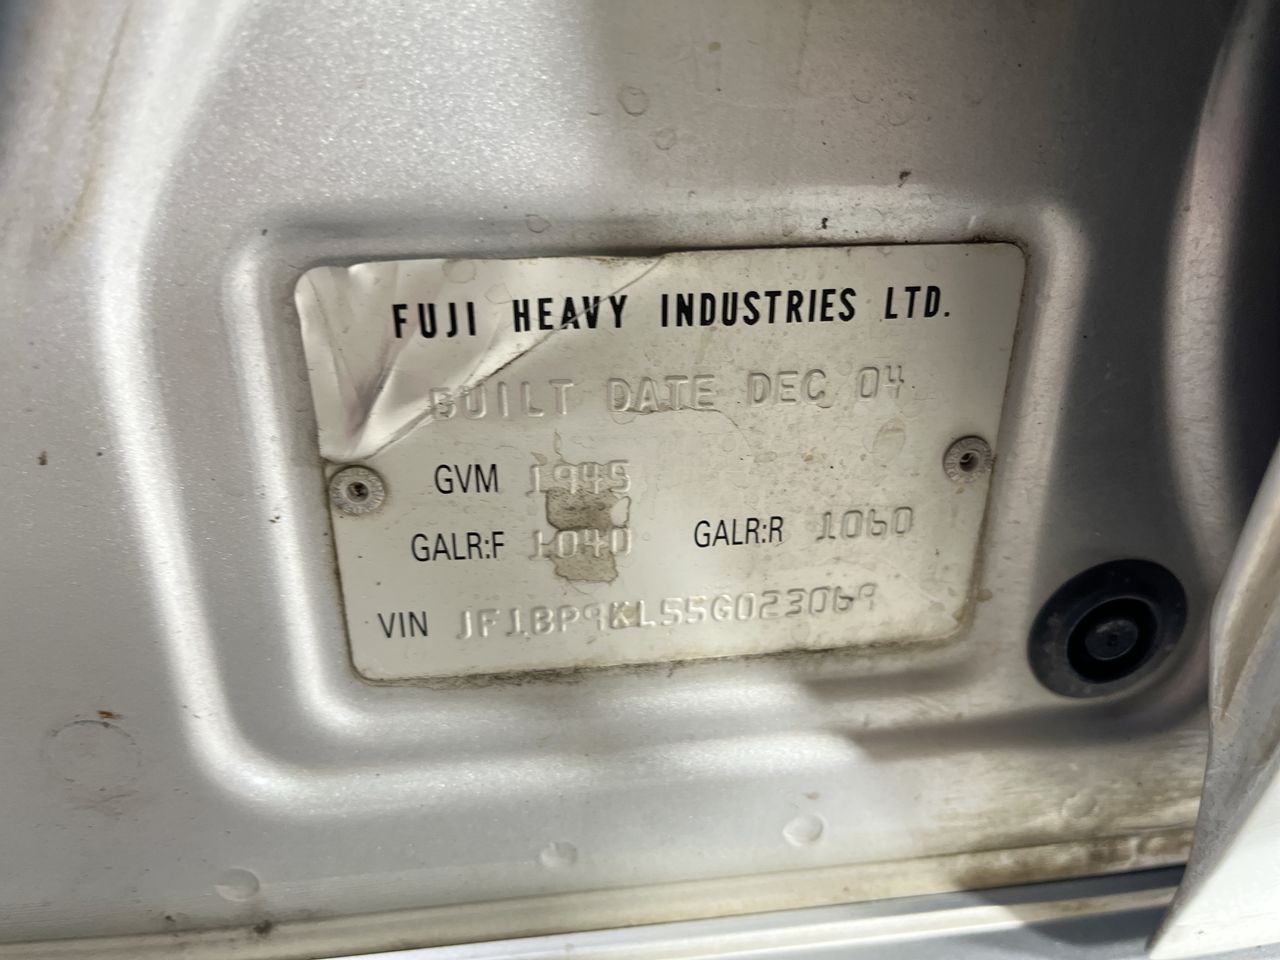 FUJI HEAVY INDUSTRIES LTD.
BUILT DATE DEC 04
GVM 1945
GALR:F 1040 GALR:R 1060
VIN JF1BP9KL55G023069